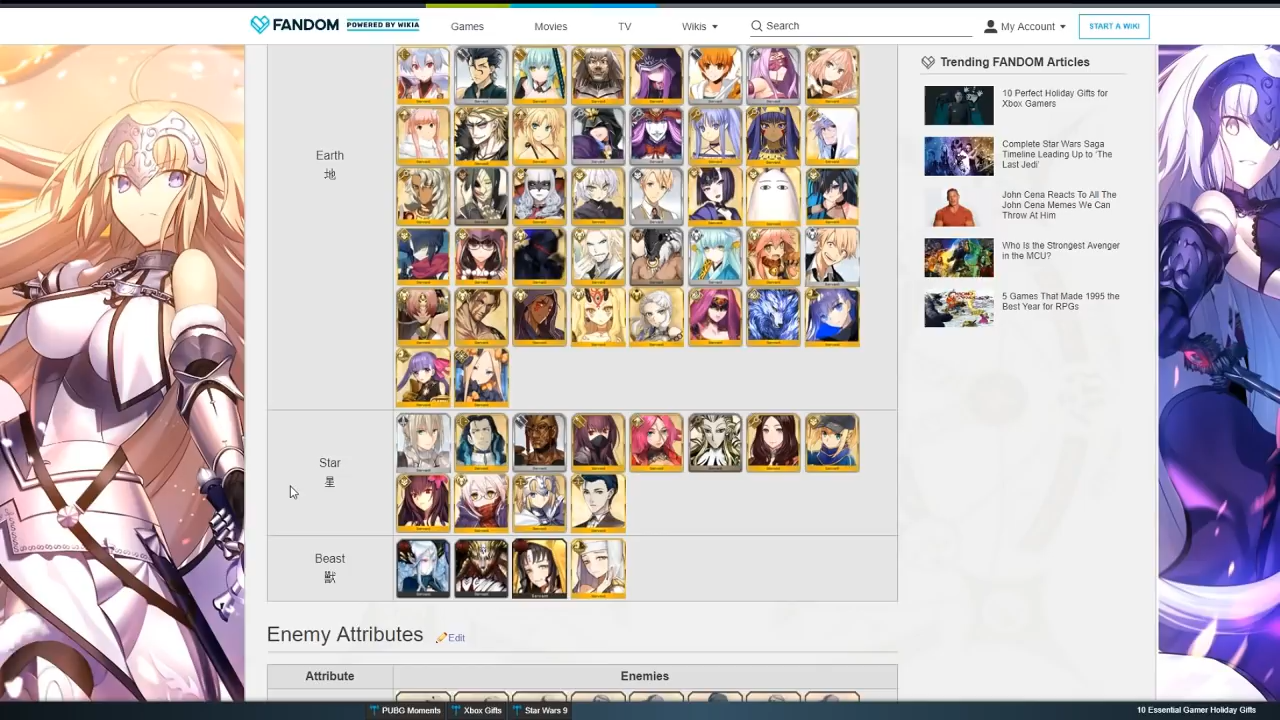 FANDOM POWERED BY WIKIA
Games Movies TV Wikis Search My Account START A WIKI
Earth
地
Star
星
Beast
獣
Trending FANDOM Articles
10 Perfect Holiday Gifts for
Xbox Gamers
Complete Star Wars Saga
Timeline Leading Up to 'The
Last Jedi'
John Cena Reacts To All The
John Cena Memes We Can
Throw At Him
Who Is the Strongest Avenger
in the MCU?
5 Games That Made 1995 the
Best Year for RPGs
Enemy Attributes Edit
Attribute Enemies
PUBG Moments Xbox Gifts Star Wars 9 10 Essential Gamer Holiday Gifts